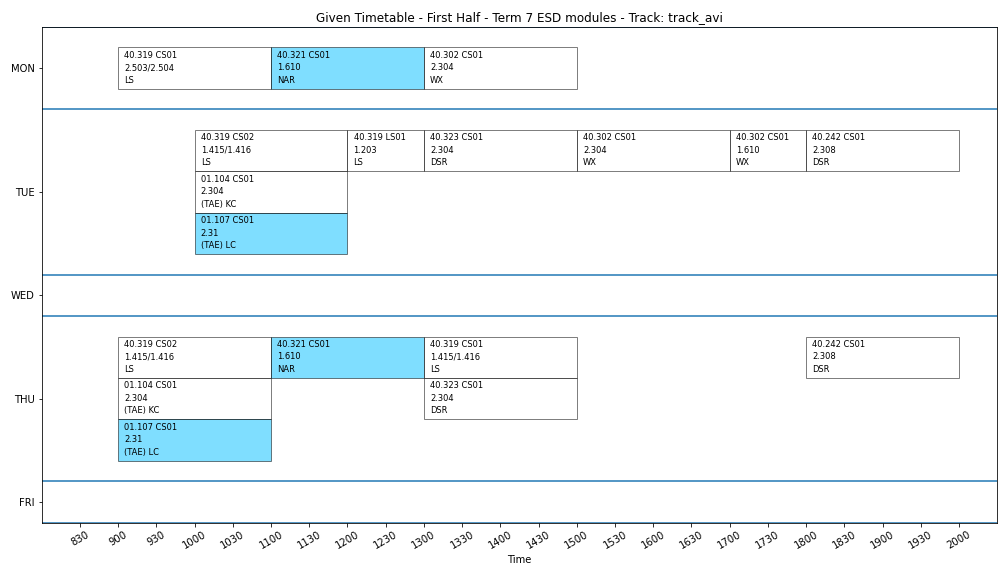 Given Timetable - First Half - Term 7 ESD modules - Track: track_avi
MON
40.319 CS01
2.503/2.504
LS
40.321 CS01
1.610
NAR
40.302 CS01
2.304
WX
TUE
40.319 CS02
1.415/1.416
LS
40.319 LS01
1.203
LS
40.323 CS01
2.304
DSR
40.302 CS01
2.304
WX
40.302 CS01
1.610
WX
40.242 CS01
2.308
DSR
01.104 CS01
2.304
(TAE) KC
01.107 CS01
2.31
(TAE) LC
WED
THU
40.319 CS02
1.415/1.416
LS
40.321 CS01
1.610
NAR
40.319 CS01
1.415/1.416
LS
40.242 CS01
2.308
DSR
01.104 CS01
2.304
(TAE) KC
40.323 CS01
2.304
DSR
01.107 CS01
2.31
(TAE) LC
FRI
830 900 930 1000 1030 1100 1130 1200 1230 1300 1330 1400 1430 1500 1600 1630 1700 1730 1800 1830 1900 1930 2000
Time